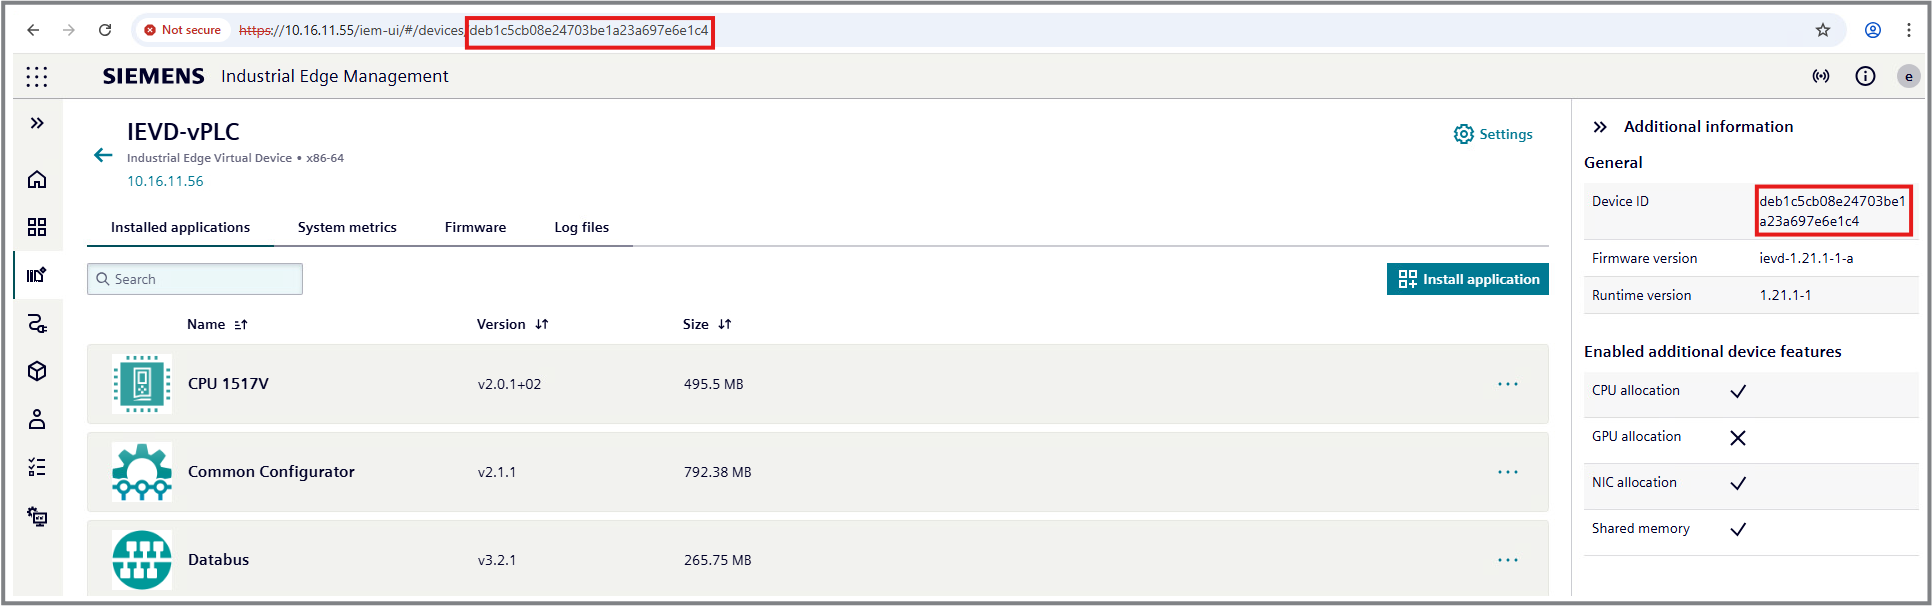 Not secure https://10.16.11.55/iem-ui/#/devices/deb1c5cb08e24703be1a23a697e6e1c4
SIEMENS Industrial Edge Management
e
IEVD-vPLC
Industrial Edge Virtual Device • x86-64
10.16.11.56
Settings
Installed applications System metrics Firmware Log files
Search
Install application
Name Version Size
CPU 1517V v2.0.1+02 495.5 MB
Common Configurator v2.1.1 792.38 MB
Databus v3.2.1 265.75 MB
Additional information
General
Device ID deb1c5cb08e24703be1
a23a697e6e1c4
Firmware version ievd-1.21.1-1-a
Runtime version 1.21.1-1
Enabled additional device features
CPU allocation
GPU allocation
NIC allocation
Shared memory